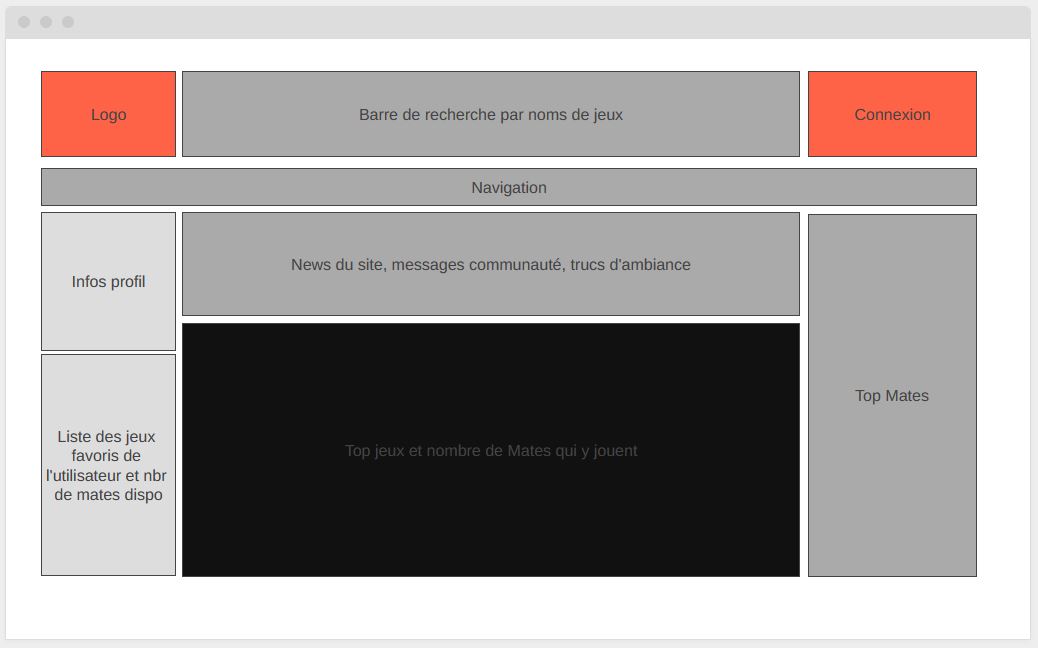 Logo
Barre de recherche par noms de jeux
Connexion
Navigation
Infos profil
News du site, messages communauté, trucs d'ambiance
Top Mates
Liste des jeux
favoris de
l'utilisateur et nbr
de mates dispo
Top jeux et nombre de Mates qui y jouent